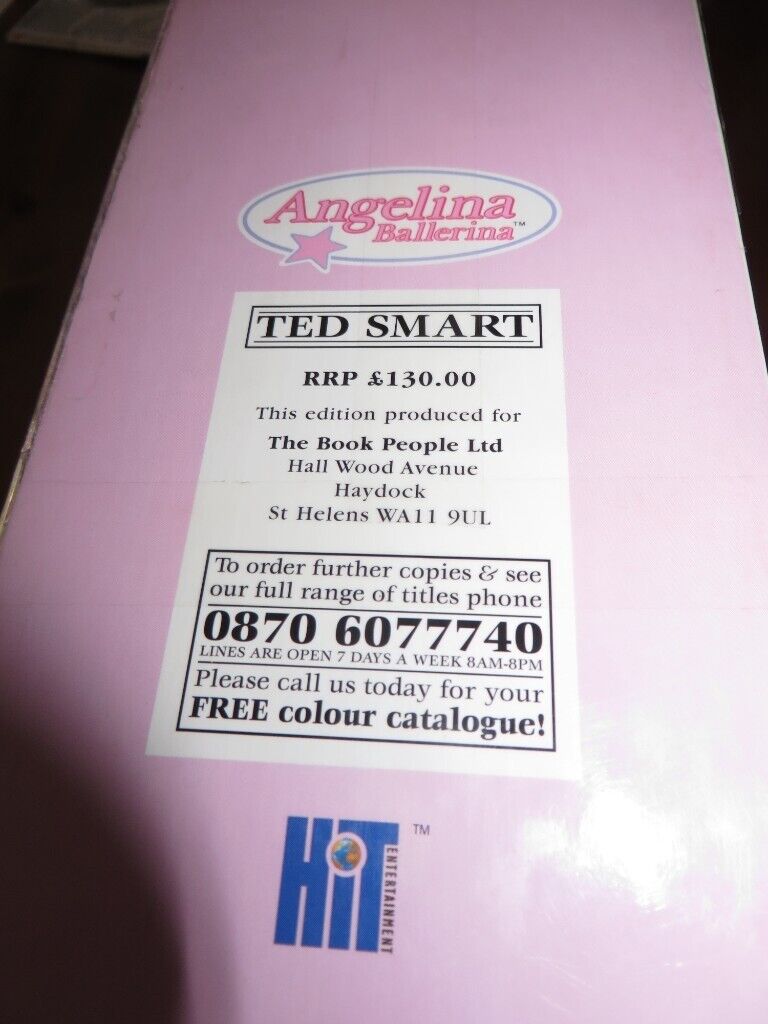 Angelina
Ballerina™
TED SMART
RRP £130.00
This edition produced for
The Book People Ltd
Hall Wood Avenue
Haydock
St Helens WA11 9UL
To order further copies & see
our full range of titles phone
0870 6077740
LINES ARE OPEN 7 DAYS A WEEK 8AM-8PM
Please call us today for your
FREE colour catalogue!
HiT ™
ENTERTAINMENT